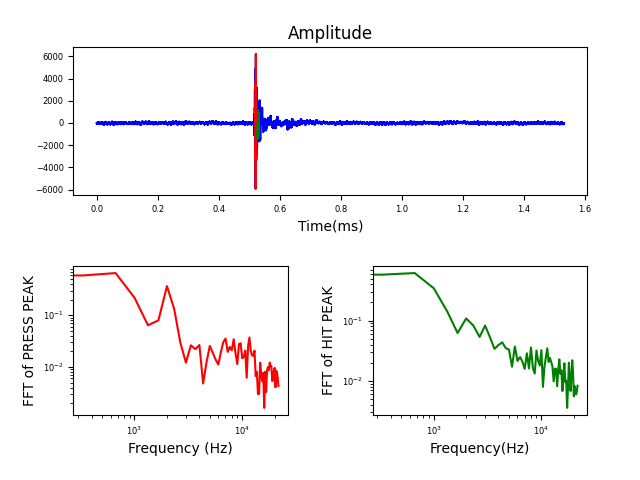 Amplitude
6000
4000
2000
0
−2000
−4000
−6000
0.0 0.2 0.4 0.6 0.8 1.0 1.2 1.4 1.6
Time(ms)
FFT of PRESS PEAK
10⁻¹
10⁻²
10³ 10⁴
Frequency (Hz)
FFT of HIT PEAK
10⁻¹
10⁻²
10³ 10⁴
Frequency(Hz)